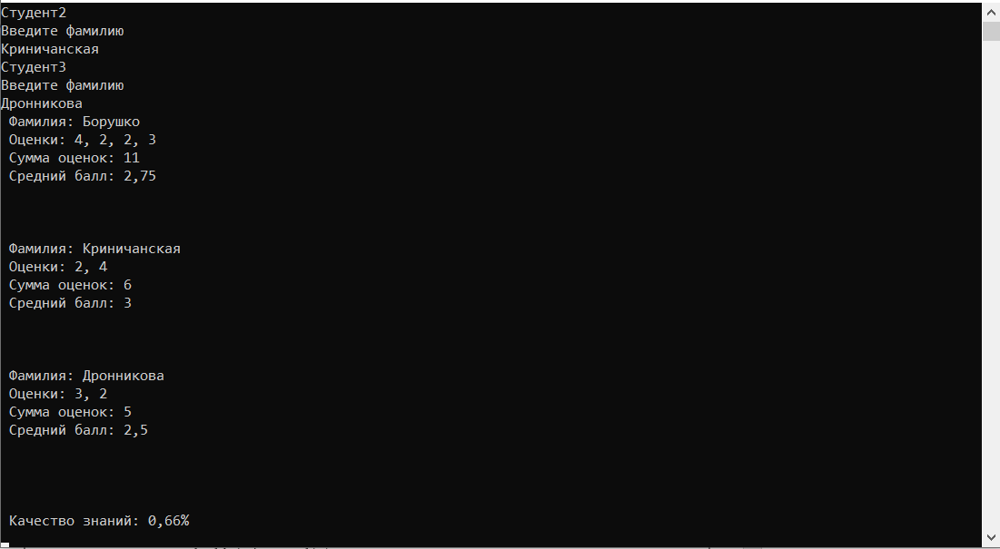 Студент2
Введите фамилию
Криничанская
Студент3
Введите фамилию
Дронникова
Фамилия: Борушко
Оценки: 4, 2, 2, 3
Сумма оценок: 11
Средний балл: 2,75
Фамилия: Криничанская
Оценки: 2, 4
Сумма оценок: 6
Средний балл: 3
Фамилия: Дронникова
Оценки: 3, 2
Сумма оценок: 5
Средний балл: 2,5
Качество знаний: 0,66%